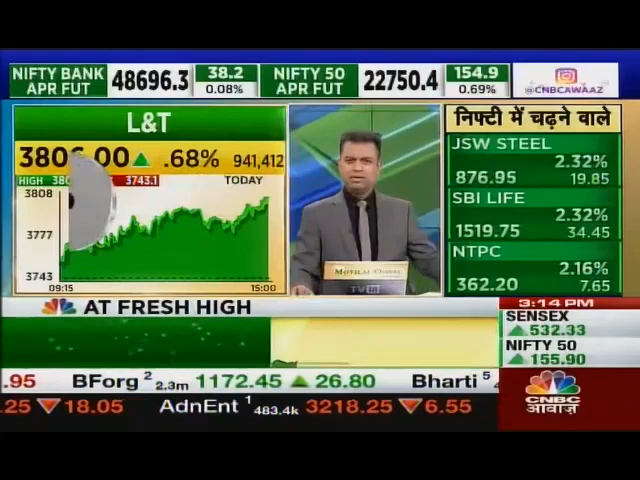 NIFTY BANK
APR FUT
48696.3
38.2
0.08%
NIFTY 50
APR FUT
22750.4
154.9
0.69%
@CNBCAWAAZ
L&T
.68%
941,412
HIGH
3743.1
TODAY
3808
3777
3743
09:15
15:00
निफ्टी में चढ़ने वाले
JSW STEEL
2.32%
876.95
19.85
SBI LIFE
2.32%
1519.75
34.45
NTPC
2.16%
362.20
7.65
AT FRESH HIGH
3:14 PM
SENSEX
532.33
NIFTY 50
155.90
.95 BForg 2 2.3m 1172.45 26.80 Bharti 5
.25 18.05 AdnEnt 1 483.4k 3218.25 6.55
CNBC
आवाज़